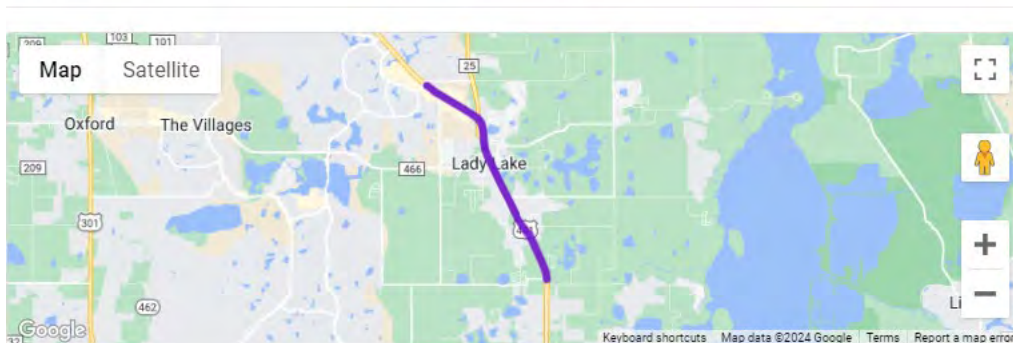 209
103
101
Map
Satellite
25
Oxford
The Villages
Lady Lake
466
209
301
462
Google
Keyboard shortcuts
Map data ©2024 Google
Terms
Report a map error